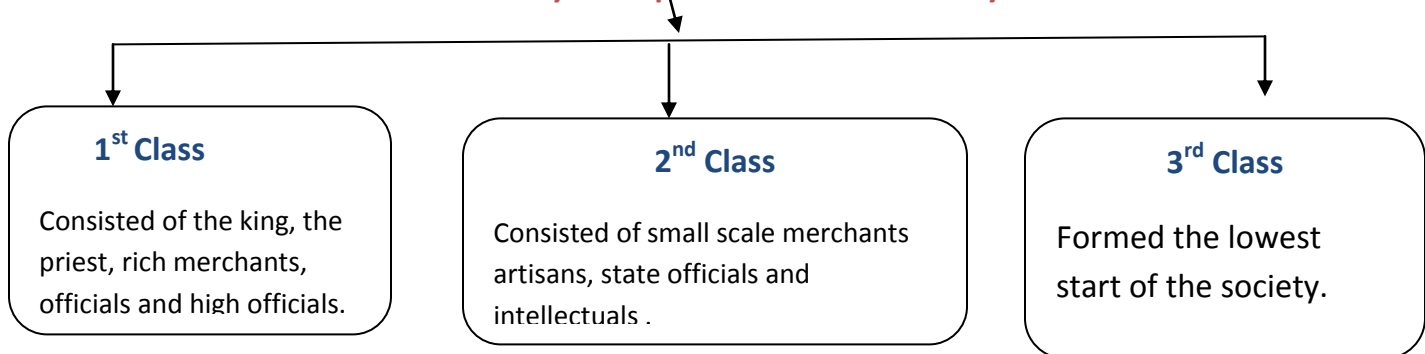 1st Class
Consisted of the king, the
priest, rich merchants,
officials and high officials.
2nd Class
Consisted of small scale merchants
artisans, state officials and
intellectuals .
3rd Class
Formed the lowest
start of the society.